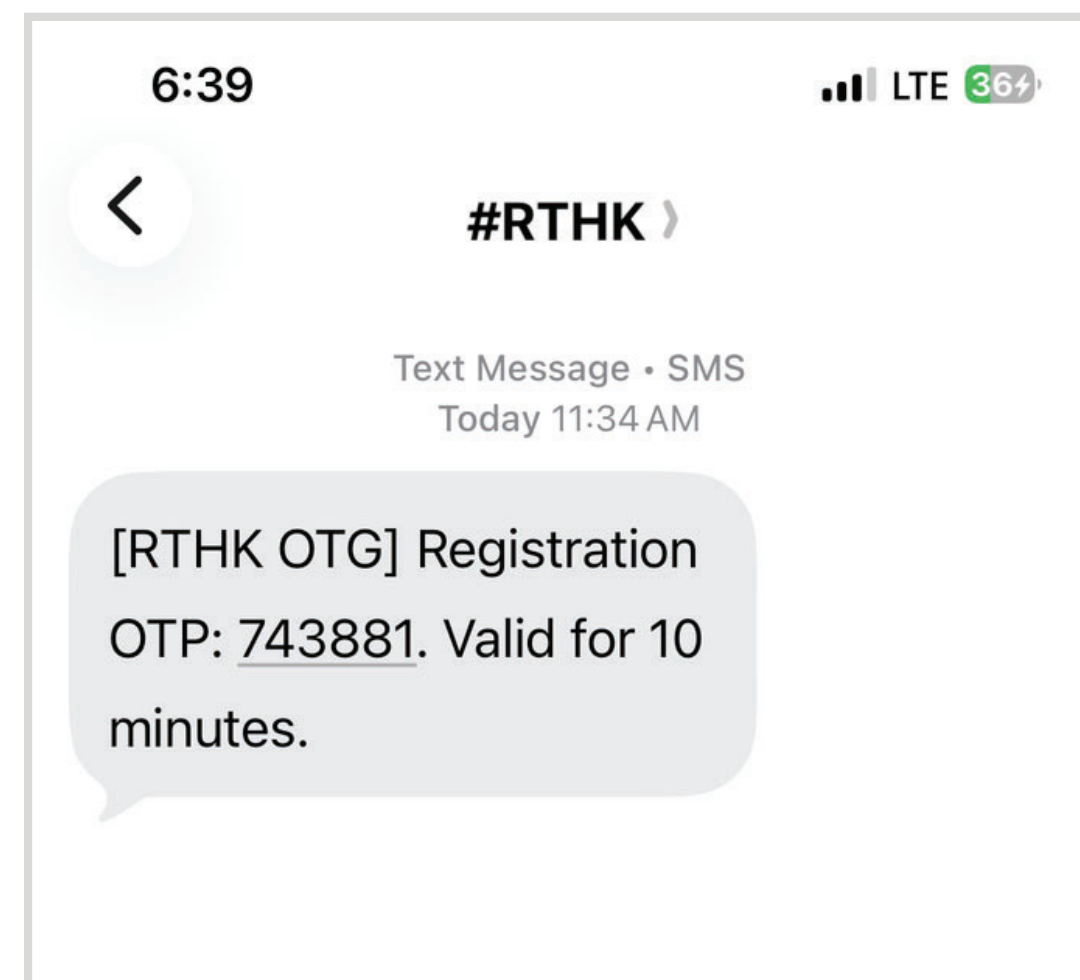 6:39
LTE 36
#RTHK
Text Message • SMS
Today 11:34 AM
[RTHK OTG] Registration
OTP: 743881. Valid for 10
minutes.